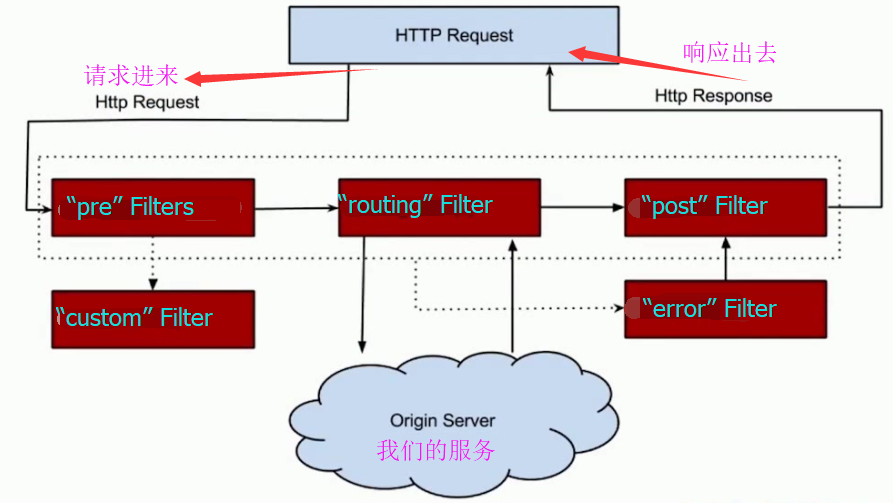 HTTP Request
响应出去
请求进来
Http Request
Http Response
“pre” Filters
“routing” Filter
“post” Filter
“custom” Filter
“error” Filter
Origin Server
我们的服务